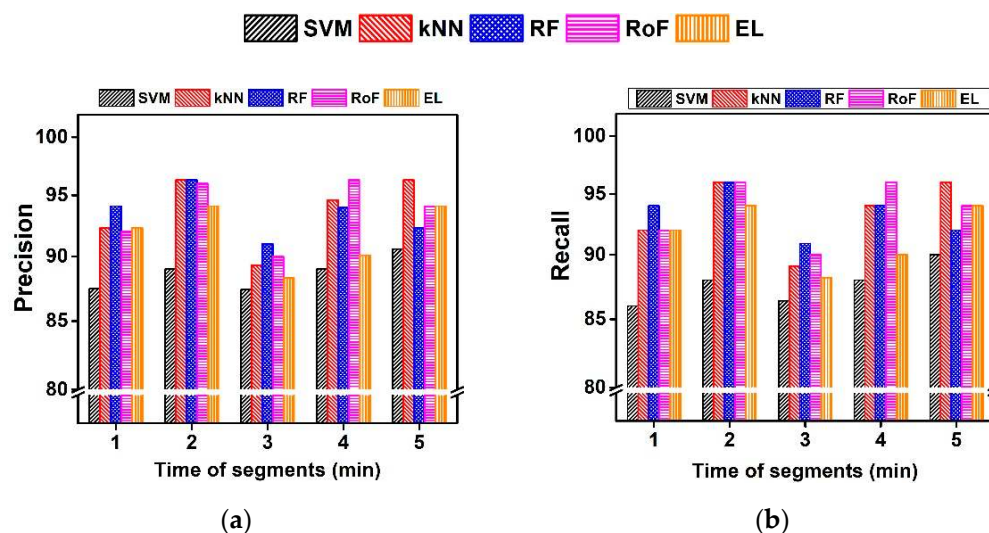 SVM kNN RF RoF EL
SVM kNN RF RoF EL
100
95
90
85
80
Precision
1 2 3 4 5
Time of segments (min)
(a)
SVM kNN RF RoF EL
100
95
90
85
80
Recall
1 2 3 4 5
Time of segments (min)
(b)